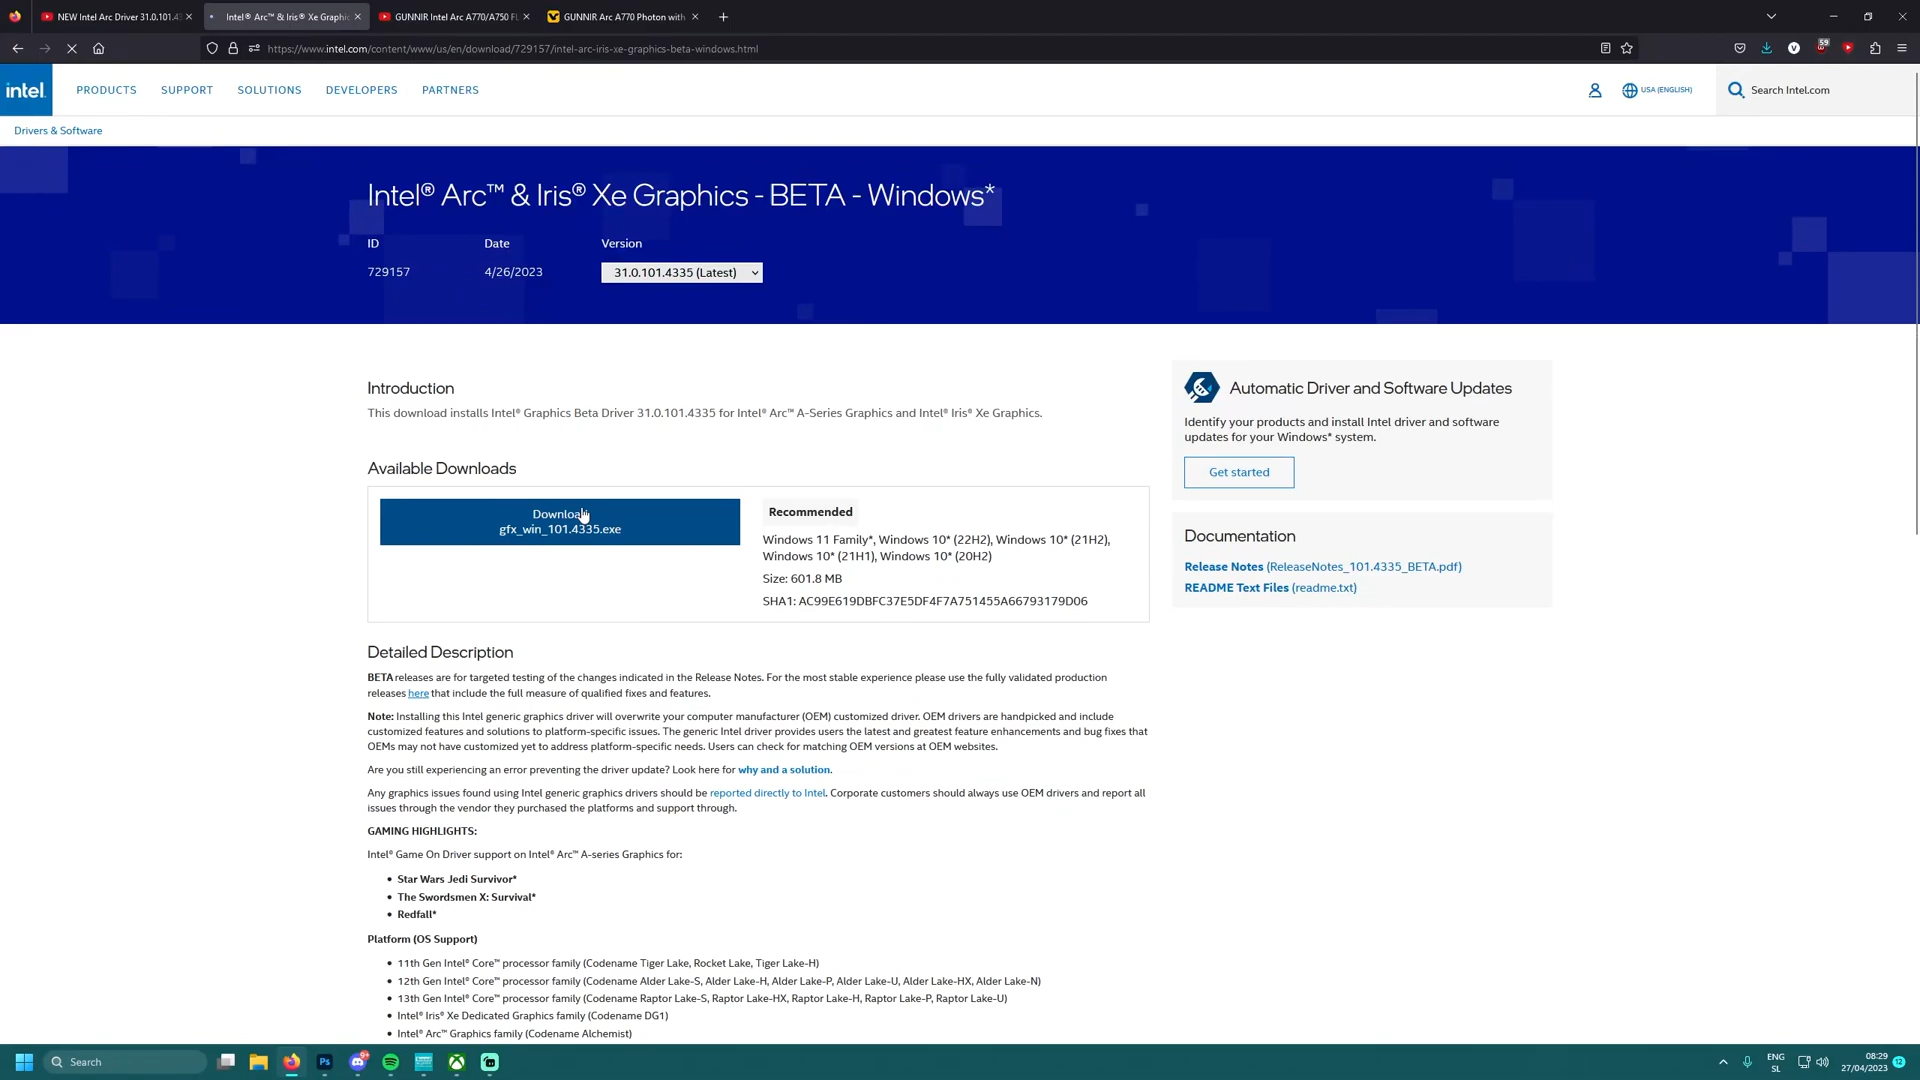 NEW Intel Arc Driver 31.0.101.43
Intel® Arc™ & Iris® Xe Graphic
GUNNIR Intel Arc A770/A750 FL
GUNNIR Arc A770 Photon with
https://www.intel.com/content/www/us/en/download/729157/intel-arc-iris-xe-graphics-beta-windows.html
59
intel.
PRODUCTS SUPPORT SOLUTIONS DEVELOPERS PARTNERS
USA (ENGLISH)
Search Intel.com
Drivers & Software
Intel® Arc™ & Iris® Xe Graphics - BETA - Windows*
ID Date Version
729157 4/26/2023 31.0.101.4335 (Latest)
Introduction
This download installs Intel® Graphics Beta Driver 31.0.101.4335 for Intel® Arc™ A-Series Graphics and Intel® Iris® Xe Graphics.
Available Downloads
Download
gfx_win_101.4335.exe
Recommended
Windows 11 Family*, Windows 10* (22H2), Windows 10* (21H2),
Windows 10* (21H1), Windows 10* (20H2)
Size: 601.8 MB
SHA1: AC99E619DBFC37E5DF4F7A751455A66793179D06
Automatic Driver and Software Updates
Identify your products and install Intel driver and software
updates for your Windows* system.
Get started
Documentation
Release Notes (ReleaseNotes_101.4335_BETA.pdf)
README Text Files (readme.txt)
Detailed Description
BETA releases are for targeted testing of the changes indicated in the Release Notes. For the most stable experience please use the fully validated production
releases here that include the full measure of qualified fixes and features.
Note: Installing this Intel generic graphics driver will overwrite your computer manufacturer (OEM) customized driver. OEM drivers are handpicked and include
customized features and solutions to platform-specific issues. The generic Intel driver provides users the latest and greatest feature enhancements and bug fixes that
OEMs may not have customized yet to address platform-specific needs. Users can check for matching OEM versions at OEM websites.
Are you still experiencing an error preventing the driver update? Look here for why and a solution.
Any graphics issues found using Intel generic graphics drivers should be reported directly to Intel. Corporate customers should always use OEM drivers and report all
issues through the vendor they purchased the platforms and support through.
GAMING HIGHLIGHTS:
Intel® Game On Driver support on Intel® Arc™ A-series Graphics for:
• Star Wars Jedi Survivor*
• The Swordsmen X: Survival*
• Redfall*
Platform (OS Support)
• 11th Gen Intel® Core™ processor family (Codename Tiger Lake, Rocket Lake, Tiger Lake-H)
• 12th Gen Intel® Core™ processor family (Codename Alder Lake-S, Alder Lake-H, Alder Lake-P, Alder Lake-U, Alder Lake-HX, Alder Lake-N)
• 13th Gen Intel® Core™ processor family (Codename Raptor Lake-S, Raptor Lake-HX, Raptor Lake-H, Raptor Lake-P, Raptor Lake-U)
• Intel® Iris® Xe Dedicated Graphics family (Codename DG1)
• Intel® Arc™ Graphics family (Codename Alchemist)
Search
Ps
ENG
SL
08:29
27/04/2023
12